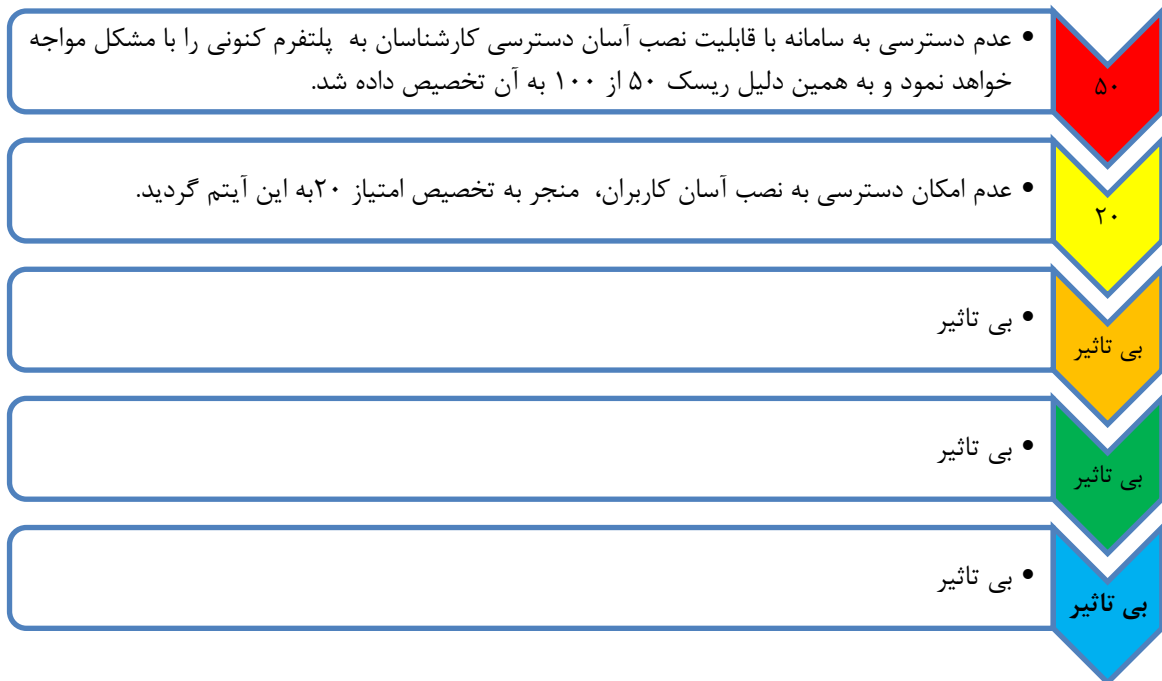 • عدم دسترسی به سامانه با قابلیت نصب آسان دسترسی کارشناسان به پلتفرم کنونی را با مشکل مواجه
خواهد نمود و به همین دلیل ریسک ۵۰ از ۱۰۰ به آن تخصیص داده شد.
۵۰
• عدم امکان دسترسی به نصب آسان کاربران، منجر به تخصیص امتیاز ۲۰به این آیتم گردید.
۲۰
• بی تاثیر
بی تاثیر
• بی تاثیر
بی تاثیر
• بی تاثیر
بی تاثیر